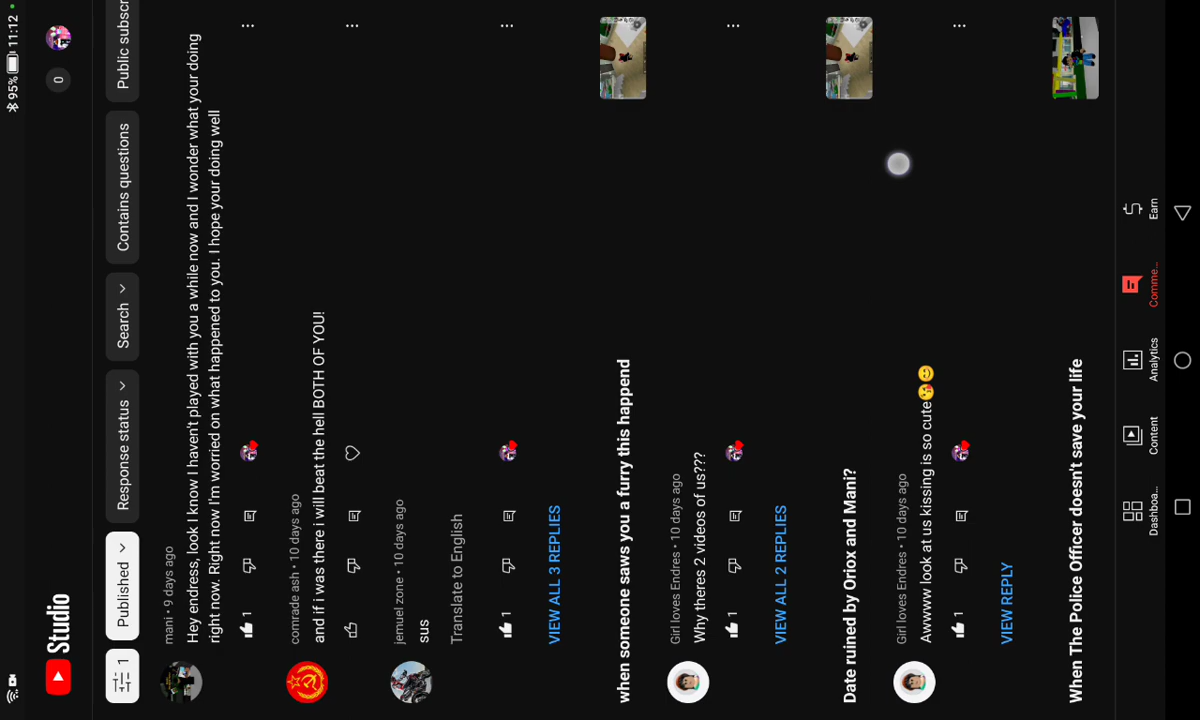 95% 11:12
Studio
0
1
Published
Response status
Search
Contains questions
Public subscr
mani • 9 days ago
Hey endress, look I know I haven't played with you a while now and I wonder what your doing
right now. Right now I'm worried on what happened to you. I hope your doing well
1
comrade ash • 10 days ago
and if i was there i will beat the hell BOTH OF YOU!
jemuel zone • 10 days ago
sus
Translate to English
1
VIEW ALL 3 REPLIES
when someone saws you a furry this happend
Girl loves Endres • 10 days ago
Why theres 2 videos of us???
1
VIEW ALL 2 REPLIES
Date ruined by Oriox and Mani?
Girl loves Endres • 10 days ago
Awwww look at us kissing is so cute😘😊
1
VIEW REPLY
When The Police Officer doesn't save your life
Dashboa...
Content
Analytics
Comme...
Earn